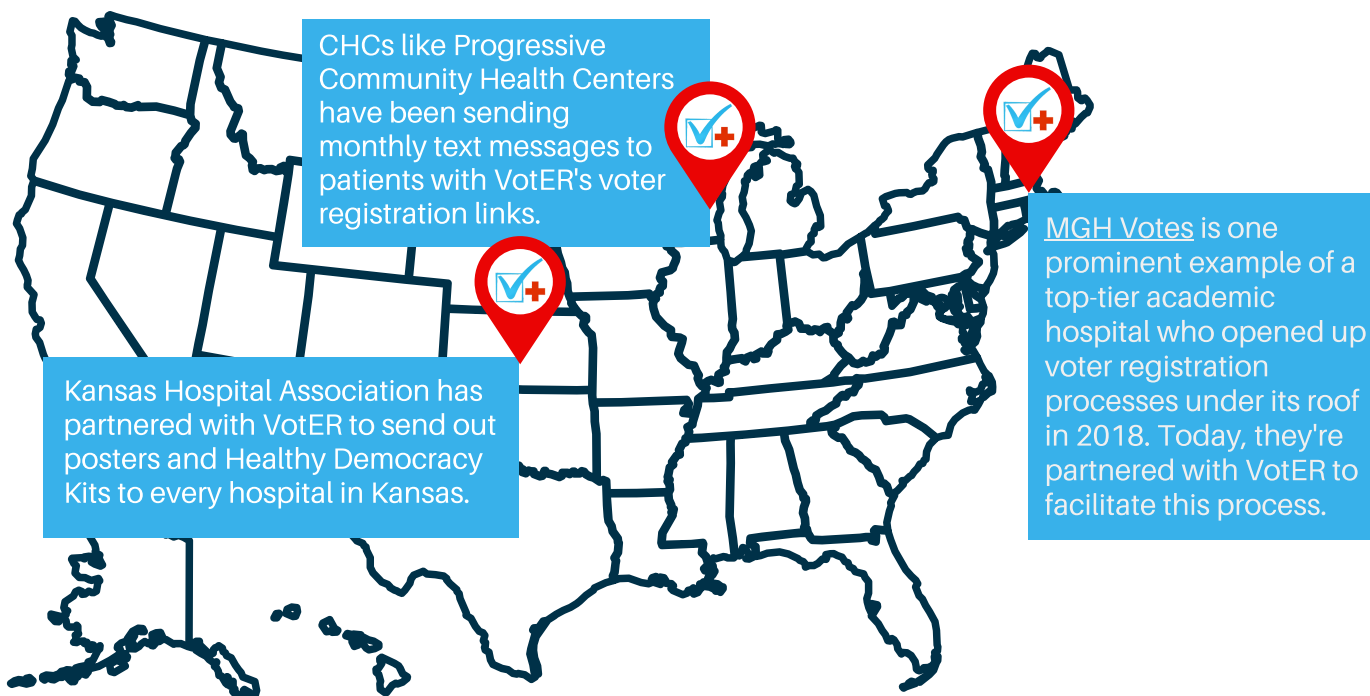 CHCs like Progressive
Community Health Centers
have been sending
monthly text messages to
patients with VotER's voter
registration links.
MGH Votes is one
prominent example of a
top-tier academic
hospital who opened up
voter registration
processes under its roof
in 2018. Today, they're
partnered with VotER to
facilitate this process.
Kansas Hospital Association has
partnered with VotER to send out
posters and Healthy Democracy
Kits to every hospital in Kansas.